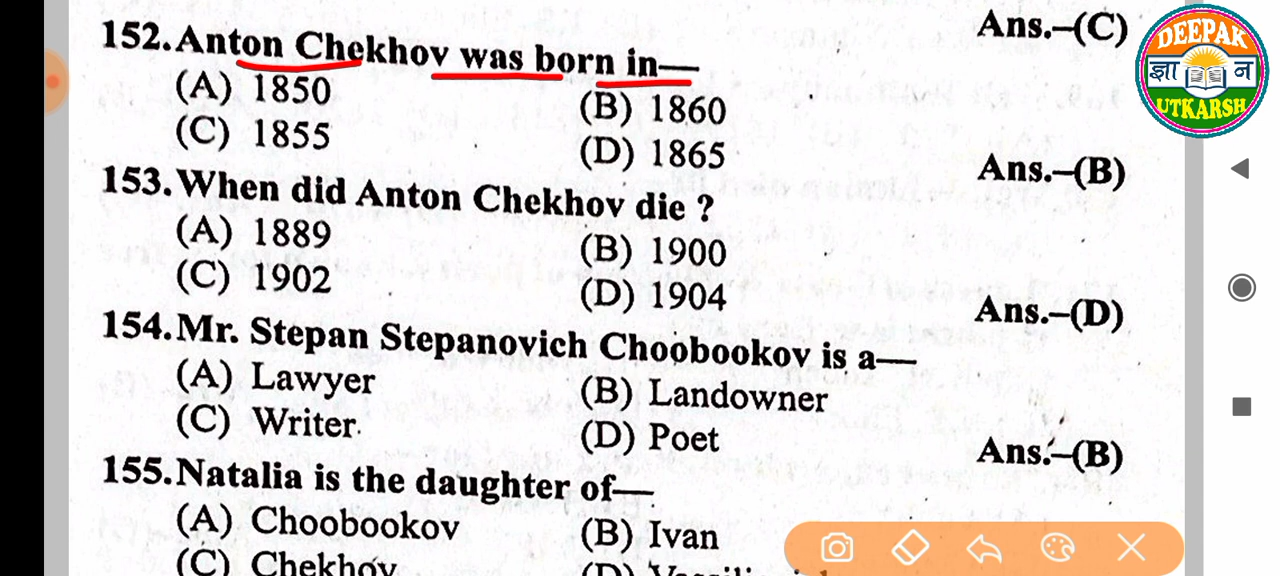 Ans.–(C)
152. Anton Chekhov was born in—
(A) 1850 (B) 1860
(C) 1855 (D) 1865
Ans.–(B)
153. When did Anton Chekhov die ?
(A) 1889 (B) 1900
(C) 1902 (D) 1904
Ans.–(D)
154. Mr. Stepan Stepanovich Choobookov is a—
(A) Lawyer (B) Landowner
(C) Writer. (D) Poet
Ans.–(B)
155. Natalia is the daughter of—
(A) Choobookov (B) Ivan
(C) Chekhov (D)
DEEPAK
ज्ञा न
UTKARSH